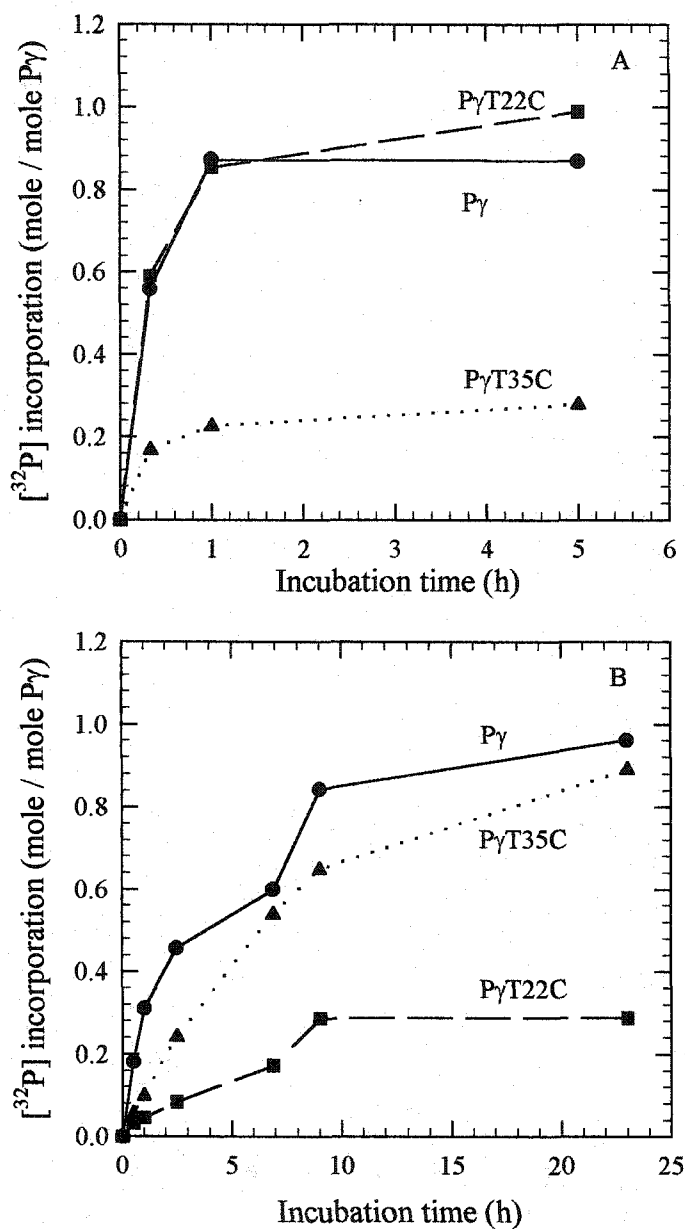 1.2
A
PγT22C
1.0
0.8
Pγ
0.6
0.4
PγT35C
0.2
0.0
0 1 2 3 4 5 6
[³²P] incorporation (mole / mole Pγ)
Incubation time (h)
1.2
B
1.0
Pγ
0.8
PγT35C
0.6
0.4
PγT22C
0.2
0.0
0 5 10 15 20 25
[³²P] incorporation (mole / mole Pγ)
Incubation time (h)